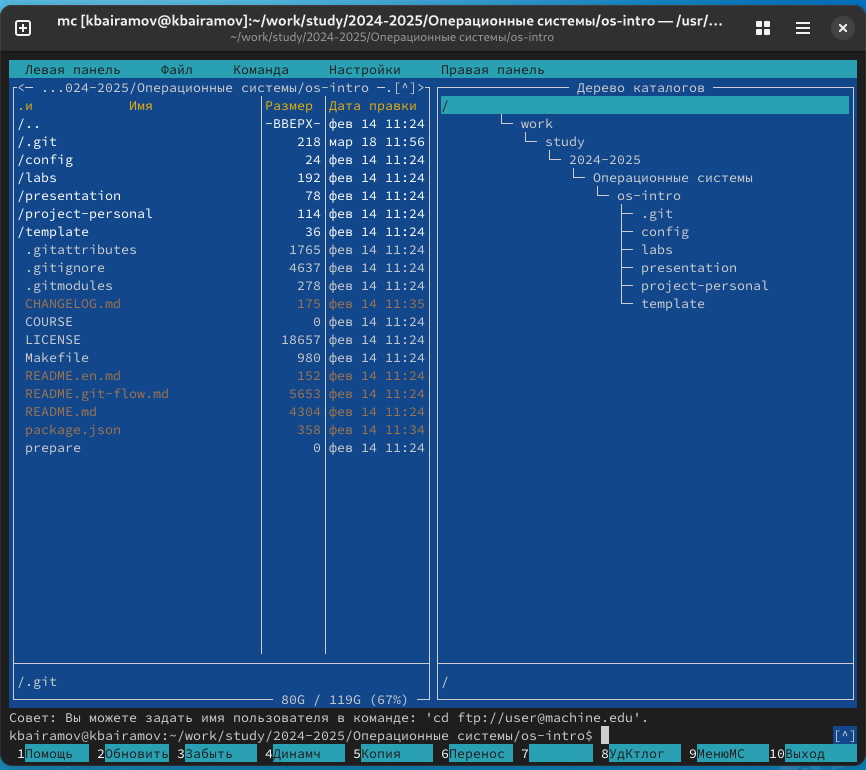 mc [kbairamov@kbairamov]:~/work/study/2024-2025/Операционные системы/os-intro — /usr/…
~/work/study/2024-2025/Операционные системы/os-intro
Левая панель Файл Команда Настройки Правая панель
<─ ...024-2025/Операционные системы/os-intro ─.[^]>
.и Имя Размер Дата правки
/.. -ВВЕРХ- фев 14 11:24
/.git 218 мар 18 11:56
/config 24 фев 14 11:24
/labs 192 фев 14 11:24
/presentation 78 фев 14 11:24
/project-personal 114 фев 14 11:24
/template 36 фев 14 11:24
.gitattributes 1765 фев 14 11:24
.gitignore 4637 фев 14 11:24
.gitmodules 278 фев 14 11:24
CHANGELOG.md 175 фев 14 11:35
COURSE 0 фев 14 11:24
LICENSE 18657 фев 14 11:24
Makefile 980 фев 14 11:24
README.en.md 152 фев 14 11:24
README.git-flow.md 5653 фев 14 11:24
README.md 4304 фев 14 11:24
package.json 358 фев 14 11:34
prepare 0 фев 14 11:24
/.git
80G / 119G (67%)
Дерево каталогов
/
work
study
2024-2025
Операционные системы
os-intro
.git
config
labs
presentation
project-personal
template
/
Совет: Вы можете задать имя пользователя в команде: 'cd ftp://user@machine.edu'.
kbairamov@kbairamov:~/work/study/2024-2025/Операционные системы/os-intro$ [^]
1Помощь 2Обновить 3Забыть 4Динамч 5Копия 6Перенос 7 8УдКтлог 9МенюMC 10Выход